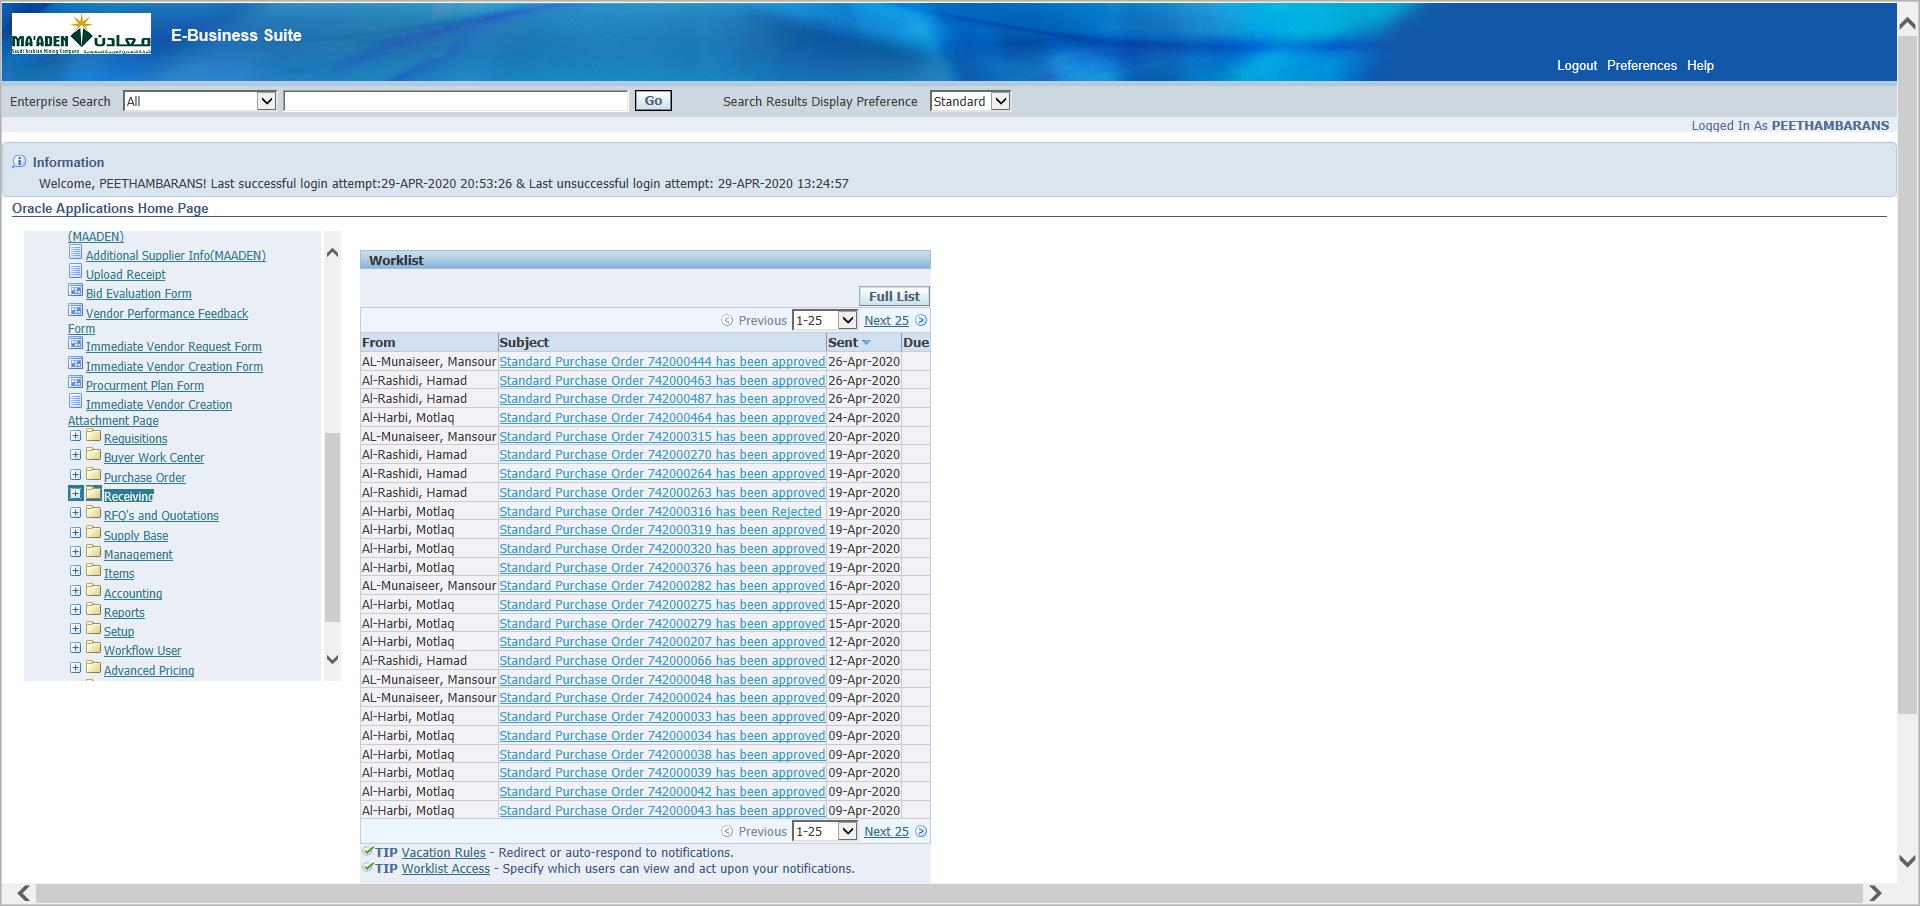 MA'ADEN معادن
Saudi Arabian Mining Company
E-Business Suite
Logout Preferences Help
Enterprise Search All Go Search Results Display Preference Standard
Logged In As PEETHAMBARANS
Information
Welcome, PEETHAMBARANS! Last successful login attempt:29-APR-2020 20:53:26 & Last unsuccessful login attempt: 29-APR-2020 13:24:57
Oracle Applications Home Page
(MAADEN)
Additional Supplier Info(MAADEN)
Upload Receipt
Bid Evaluation Form
Vendor Performance Feedback
Form
Immediate Vendor Request Form
Immediate Vendor Creation Form
Procurment Plan Form
Immediate Vendor Creation
Attachment Page
Requisitions
Buyer Work Center
Purchase Order
Receiving
RFQ's and Quotations
Supply Base
Management
Items
Accounting
Reports
Setup
Workflow User
Advanced Pricing
Worklist
Full List
Previous 1-25 Next 25
From Subject Sent Due
AL-Munaiseer, Mansour Standard Purchase Order 742000444 has been approved 26-Apr-2020
Al-Rashidi, Hamad Standard Purchase Order 742000463 has been approved 26-Apr-2020
Al-Rashidi, Hamad Standard Purchase Order 742000487 has been approved 26-Apr-2020
Al-Harbi, Motlaq Standard Purchase Order 742000464 has been approved 24-Apr-2020
AL-Munaiseer, Mansour Standard Purchase Order 742000315 has been approved 20-Apr-2020
Al-Rashidi, Hamad Standard Purchase Order 742000270 has been approved 19-Apr-2020
Al-Rashidi, Hamad Standard Purchase Order 742000264 has been approved 19-Apr-2020
Al-Rashidi, Hamad Standard Purchase Order 742000263 has been approved 19-Apr-2020
Al-Harbi, Motlaq Standard Purchase Order 742000316 has been Rejected 19-Apr-2020
Al-Harbi, Motlaq Standard Purchase Order 742000319 has been approved 19-Apr-2020
Al-Harbi, Motlaq Standard Purchase Order 742000320 has been approved 19-Apr-2020
Al-Harbi, Motlaq Standard Purchase Order 742000376 has been approved 19-Apr-2020
AL-Munaiseer, Mansour Standard Purchase Order 742000282 has been approved 16-Apr-2020
Al-Harbi, Motlaq Standard Purchase Order 742000275 has been approved 15-Apr-2020
Al-Harbi, Motlaq Standard Purchase Order 742000279 has been approved 15-Apr-2020
Al-Harbi, Motlaq Standard Purchase Order 742000207 has been approved 12-Apr-2020
Al-Rashidi, Hamad Standard Purchase Order 742000066 has been approved 12-Apr-2020
AL-Munaiseer, Mansour Standard Purchase Order 742000048 has been approved 09-Apr-2020
AL-Munaiseer, Mansour Standard Purchase Order 742000024 has been approved 09-Apr-2020
Al-Harbi, Motlaq Standard Purchase Order 742000033 has been approved 09-Apr-2020
Al-Harbi, Motlaq Standard Purchase Order 742000034 has been approved 09-Apr-2020
Al-Harbi, Motlaq Standard Purchase Order 742000038 has been approved 09-Apr-2020
Al-Harbi, Motlaq Standard Purchase Order 742000039 has been approved 09-Apr-2020
Al-Harbi, Motlaq Standard Purchase Order 742000042 has been approved 09-Apr-2020
Al-Harbi, Motlaq Standard Purchase Order 742000043 has been approved 09-Apr-2020
Previous 1-25 Next 25
TIP Vacation Rules - Redirect or auto-respond to notifications.
TIP Worklist Access - Specify which users can view and act upon your notifications.